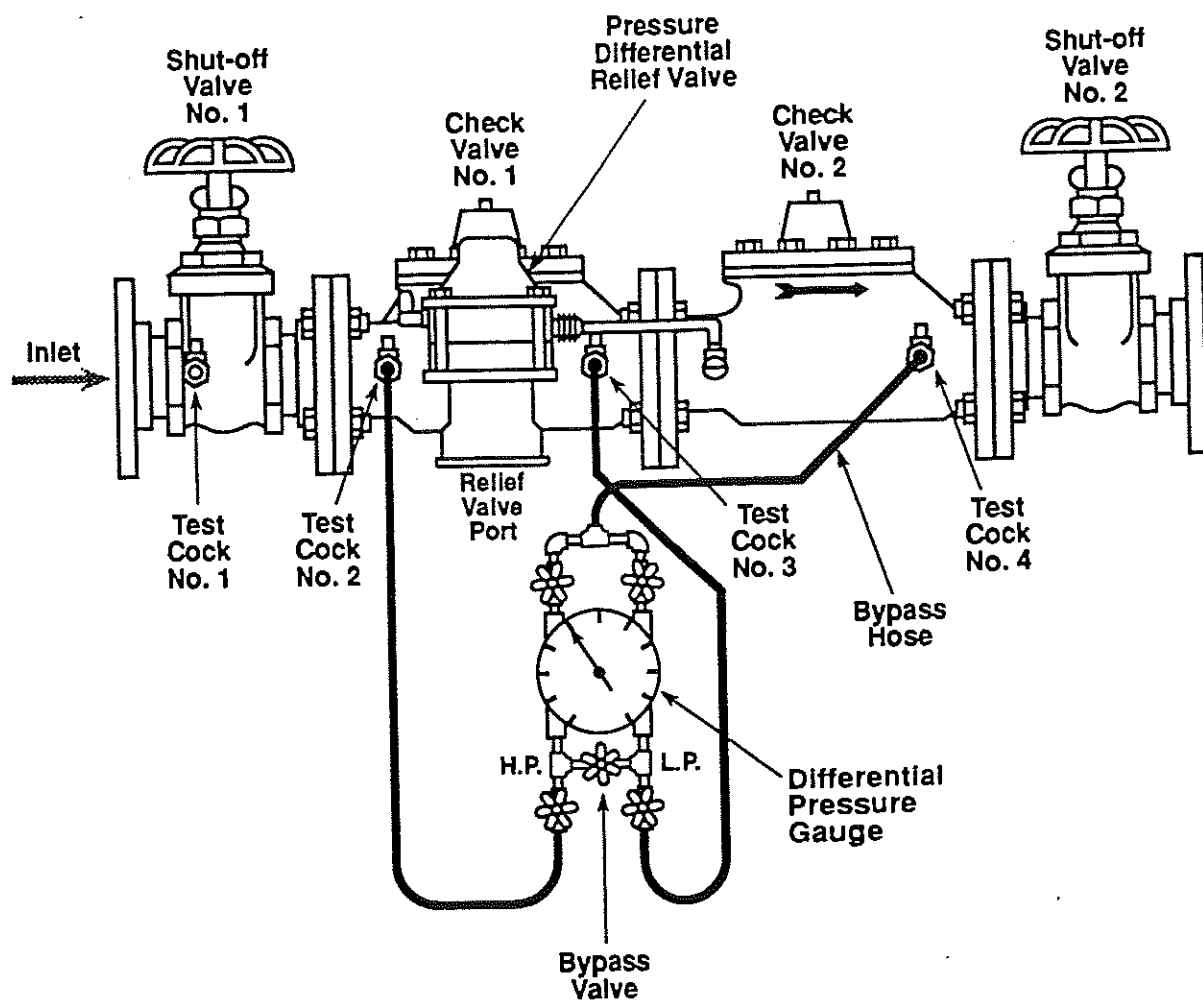 Pressure
Differential
Relief Valve
Shut-off
Valve
No. 1
Check
Valve
No. 1
Check
Valve
No. 2
Shut-off
Valve
No. 2
Inlet
Test
Cock
No. 1
Test
Cock
No. 2
Relief
Valve
Port
Test
Cock
No. 3
Test
Cock
No. 4
Bypass
Hose
H.P.
L.P.
Differential
Pressure
Gauge
Bypass
Valve